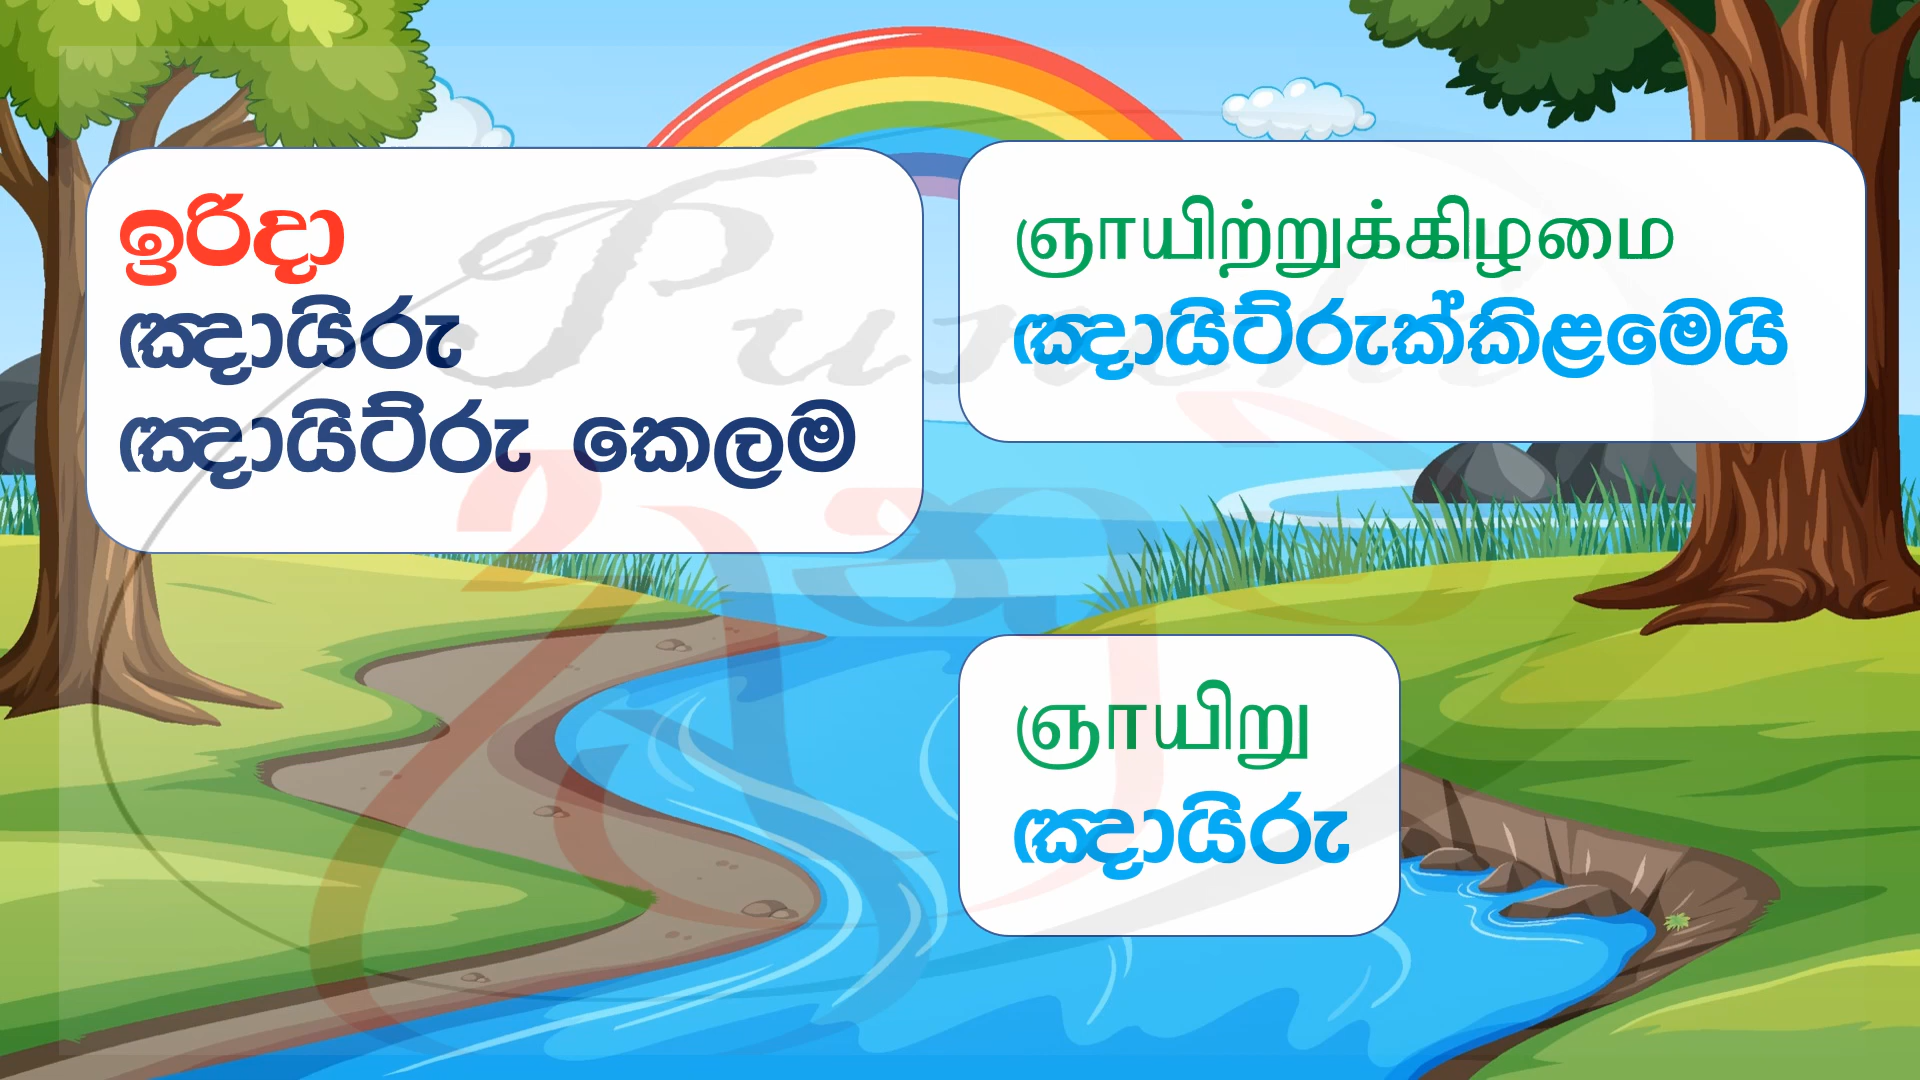 ඉරිදා
ඤායිරු
ඤායිට්රු කෙලම
ஞாயிற்றுக்கிழமை
ඤායිට්රුක්කිළමෙයි
ஞாயிறு
ඤායිරු